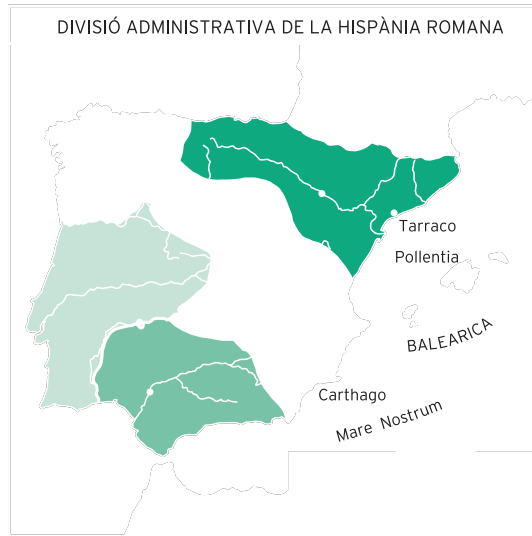 DIVISIÓ ADMINISTRATIVA DE LA HISPÀNIA ROMANA
Tarraco
Pollentia
BALEARICA
Carthago
Mare Nostrum